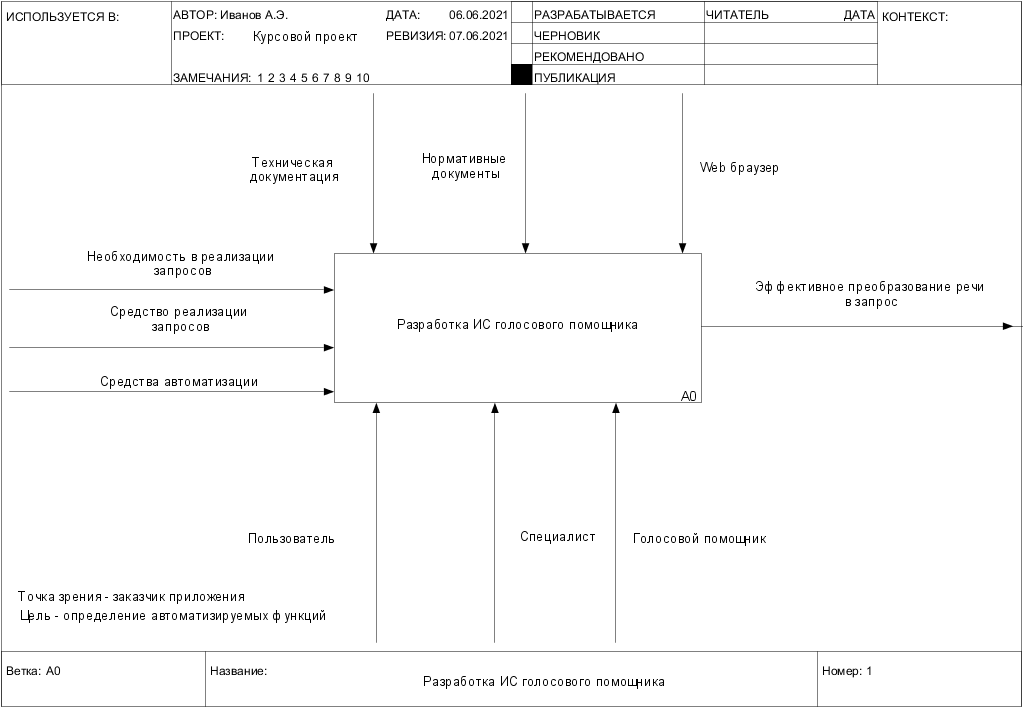 ИСПОЛЬЗУЕТСЯ В:
АВТОР: Иванов А.Э.
ДАТА: 06.06.2021
ПРОЕКТ: Курсовой проект
РЕВИЗИЯ: 07.06.2021
ЗАМЕЧАНИЯ: 1 2 3 4 5 6 7 8 9 10
РАЗРАБАТЫВАЕТСЯ
ЧЕРНОВИК
РЕКОМЕНДОВАНО
ПУБЛИКАЦИЯ
ЧИТАТЕЛЬ
ДАТА
КОНТЕКСТ:
Техническая
документация
Нормативные
документы
Web браузер
Необходимость в реализации
запросов
Средство реализации
запросов
Средства автоматизации
Разработка ИС голосового помощника
A0
Эффективное преобразование речи
в запрос
Пользователь
Специалист
Голосовой помощник
Точка зрения - заказчик приложения
Цель - определение автоматизируемых функций
Ветка: A0
Название:
Разработка ИС голосового помощника
Номер: 1